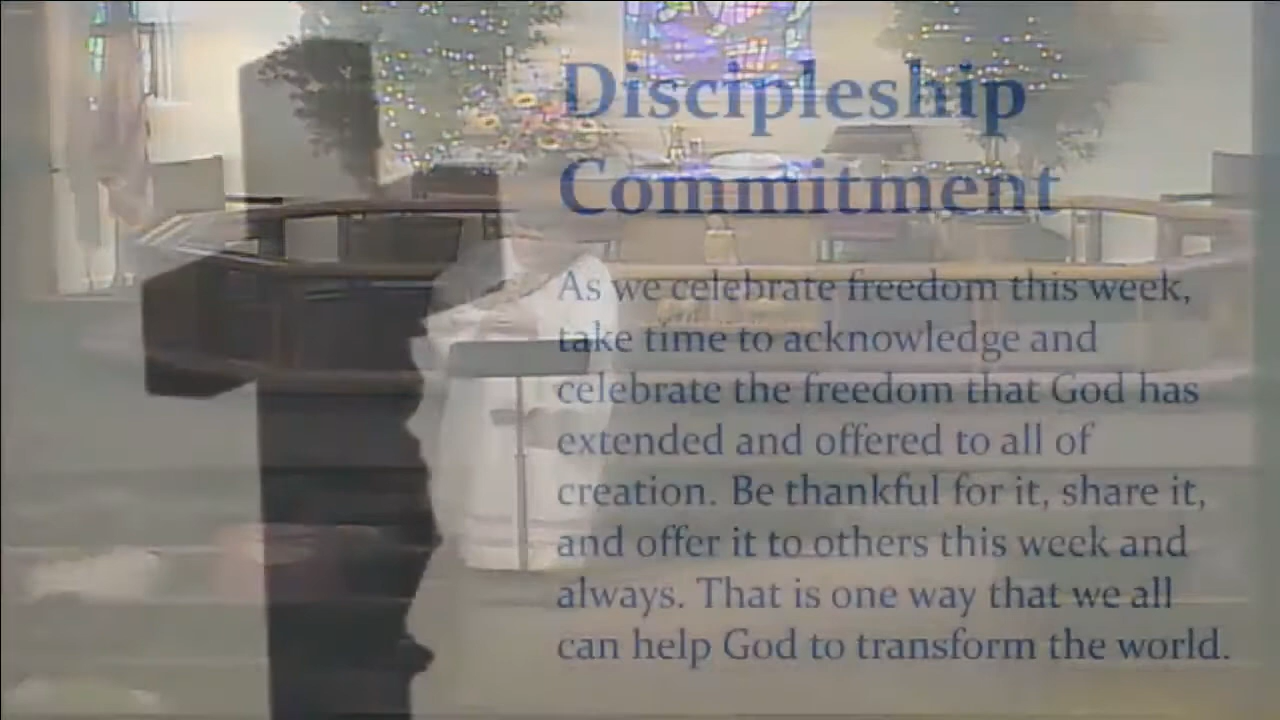 Discipleship
Commitment
As we celebrate freedom this week,
take time to acknowledge and
celebrate the freedom that God has
extended and offered to all of
creation. Be thankful for it, share it,
and offer it to others this week and
always. That is one way that we all
can help God to transform the world.